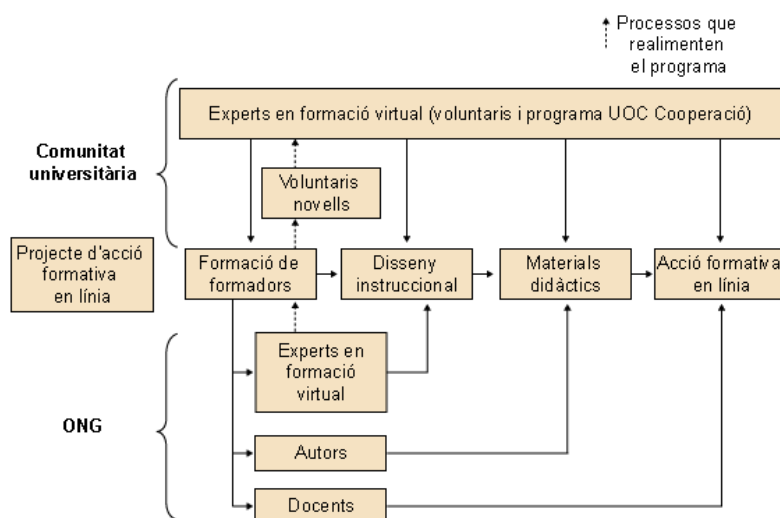 Processos que
realimenten
el programa
Experts en formació virtual (voluntaris i programa UOC Cooperació)
Comunitat
universitària
Voluntaris
novells
Projecte d'acció
formativa
en línia
Formació de
formadors
Disseny
instruccional
Materials
didàctics
Acció formativa
en línia
Experts en
formació
virtual
ONG
Autors
Docents